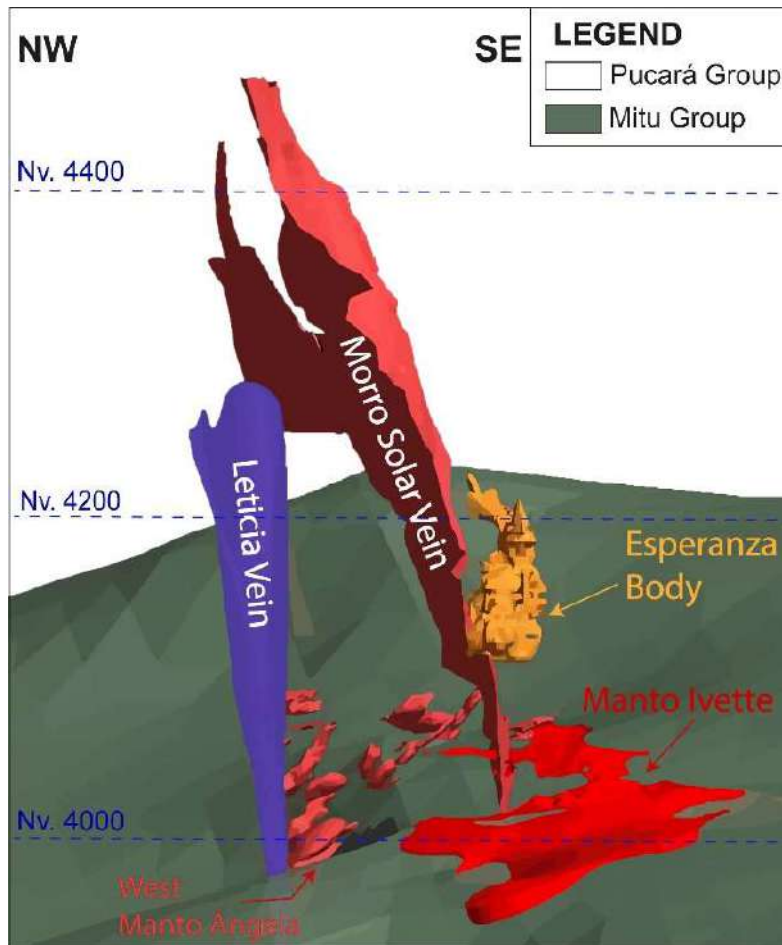 NW
SE
LEGEND
Pucará Group
Mitu Group
Nv. 4400
Morro Solar Vein
Nv. 4200
Leticia Vein
Esperanza
Body
Manto Ivette
Nv. 4000
West
Manto Angela